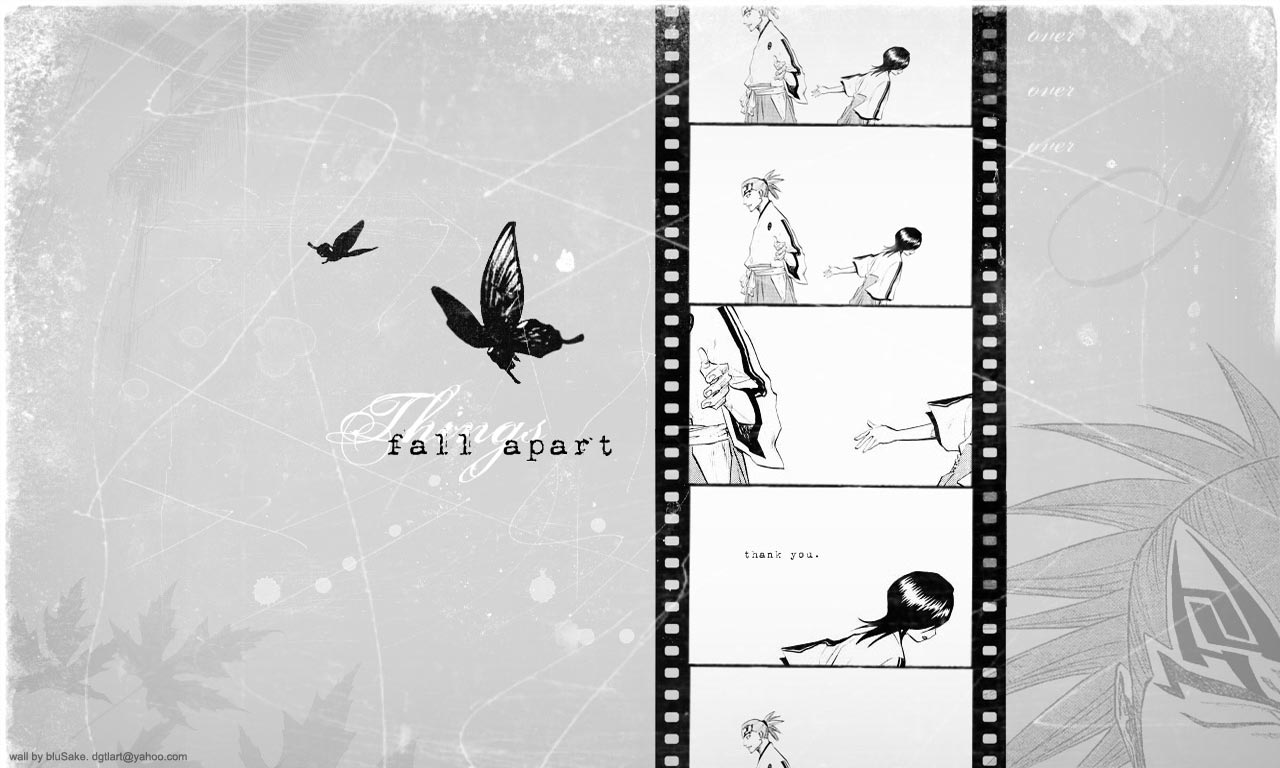 Things
fall apart
thank you.
over
over
over
wall by bluSake. dgtlart@yahoo.com